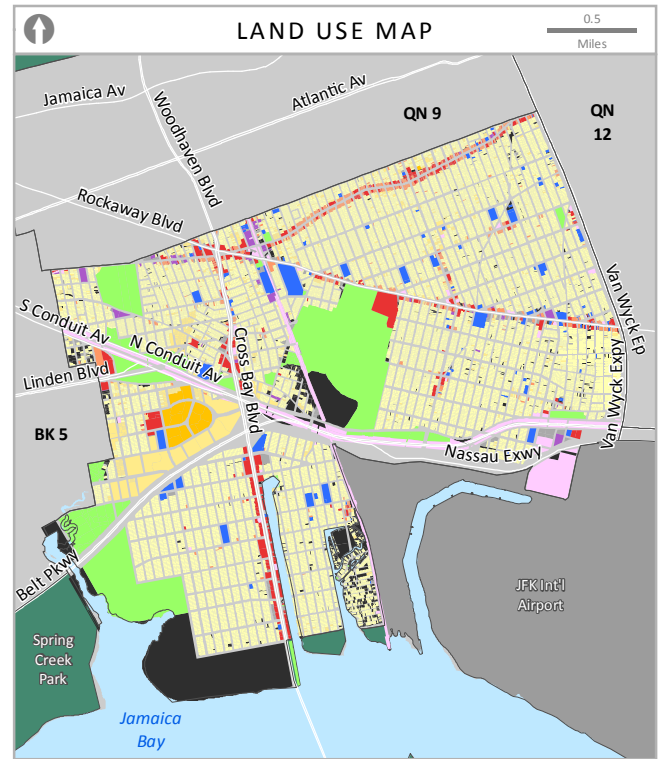 LAND USE MAP
0.5
Miles
Jamaica Av
Atlantic Av
Woodhaven Blvd
QN 9
QN
12
Rockaway Blvd
Van Wyck Ep
S Conduit Av
N Conduit Av
Cross Bay Blvd
Linden Blvd
Van Wyck Expy
BK 5
Nassau Exwy
Belt Pkwy
JFK Int'l
Airport
Spring
Creek
Park
Jamaica
Bay